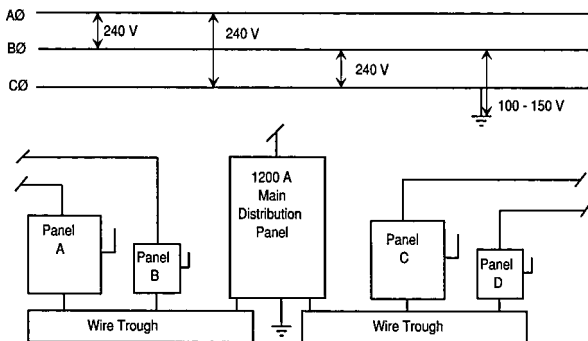 AØ
240 V
240 V
BØ
240 V
CØ
100 - 150 V
1200 A
Main
Distribution
Panel
Panel
A
Panel
B
Panel
C
Panel
D
Wire Trough
Wire Trough